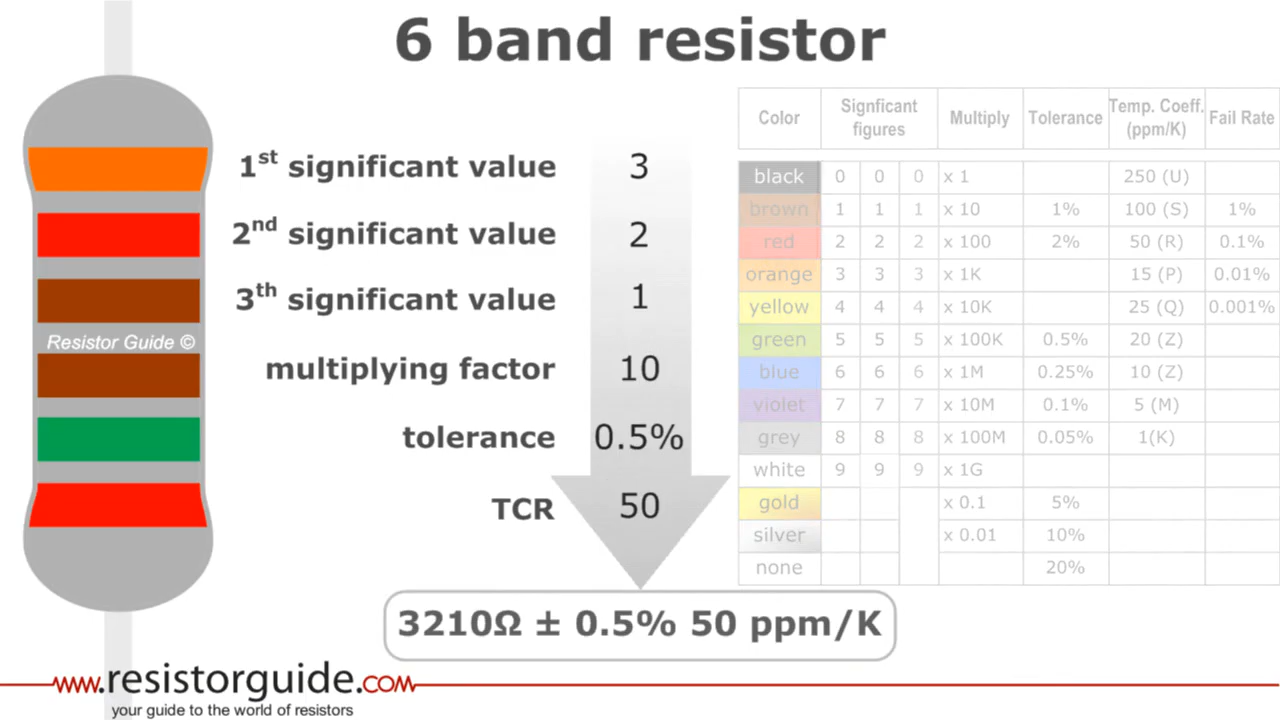 6 band resistor
1st significant value 3
2nd significant value 2
3th significant value 1
Resistor Guide ©
multiplying factor 10
tolerance 0.5%
TCR 50
3210Ω ± 0.5% 50 ppm/K
Color Signficant figures Multiply Tolerance Temp. Coeff. (ppm/K) Fail Rate
black 0 0 0 x 1 250 (U)
brown 1 1 1 x 10 1% 100 (S) 1%
red 2 2 2 x 100 2% 50 (R) 0.1%
orange 3 3 3 x 1K 15 (P) 0.01%
yellow 4 4 4 x 10K 25 (Q) 0.001%
green 5 5 5 x 100K 0.5% 20 (Z)
blue 6 6 6 x 1M 0.25% 10 (Z)
violet 7 7 7 x 10M 0.1% 5 (M)
grey 8 8 8 x 100M 0.05% 1(K)
white 9 9 9 x 1G
gold x 0.1 5%
silver x 0.01 10%
none 20%
www.resistorguide.COM
your guide to the world of resistors